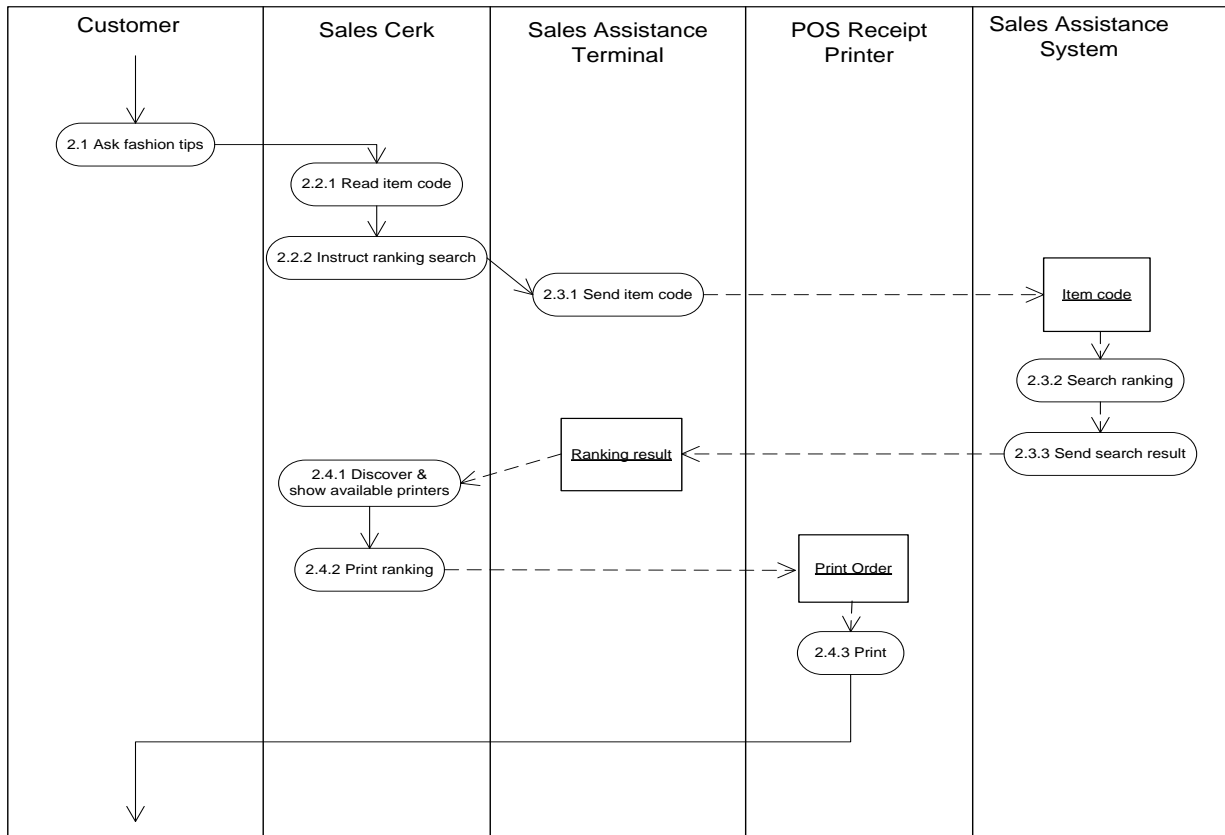 Customer
Sales Cerk
Sales Assistance
Terminal
POS Receipt
Printer
Sales Assistance
System
2.1 Ask fashion tips
2.2.1 Read item code
2.2.2 Instruct ranking search
2.3.1 Send item code
Item code
2.3.2 Search ranking
2.3.3 Send search result
Ranking result
2.4.1 Discover &
show available printers
2.4.2 Print ranking
Print Order
2.4.3 Print